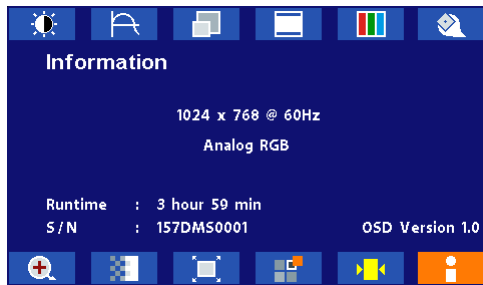 Information
1024 x 768 @ 60Hz
Analog RGB
Runtime : 3 hour 59 min
S/N : 157DMS0001 OSD Version 1.0